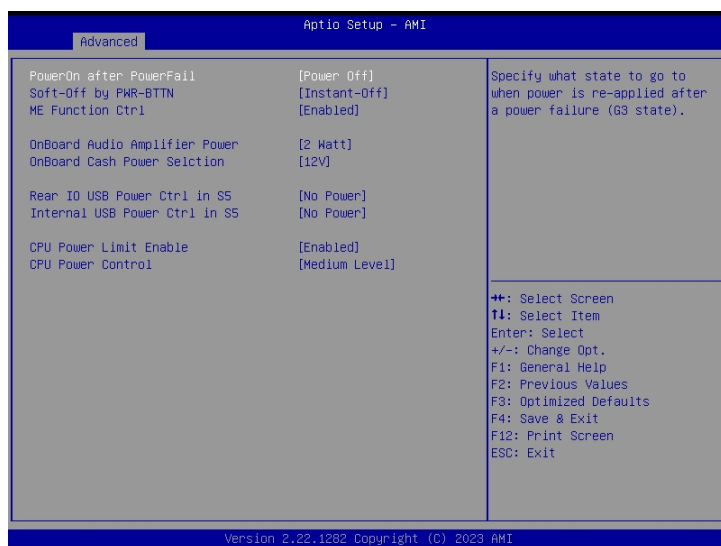 Aptio Setup – AMI
Advanced
PowerOn after PowerFail [Power Off]
Soft-Off by PWR-BTTN [Instant-Off]
ME Function Ctrl [Enabled]
OnBoard Audio Amplifier Power [2 Watt]
OnBoard Cash Power Selction [12V]
Rear IO USB Power Ctrl in S5 [No Power]
Internal USB Power Ctrl in S5 [No Power]
CPU Power Limit Enable [Enabled]
CPU Power Control [Medium Level]
Specify what state to go to
when power is re-applied after
a power failure (G3 state).
→←: Select Screen
↑↓: Select Item
Enter: Select
+/-: Change Opt.
F1: General Help
F2: Previous Values
F3: Optimized Defaults
F4: Save & Exit
F12: Print Screen
ESC: Exit
Version 2.22.1282 Copyright (C) 2023 AMI